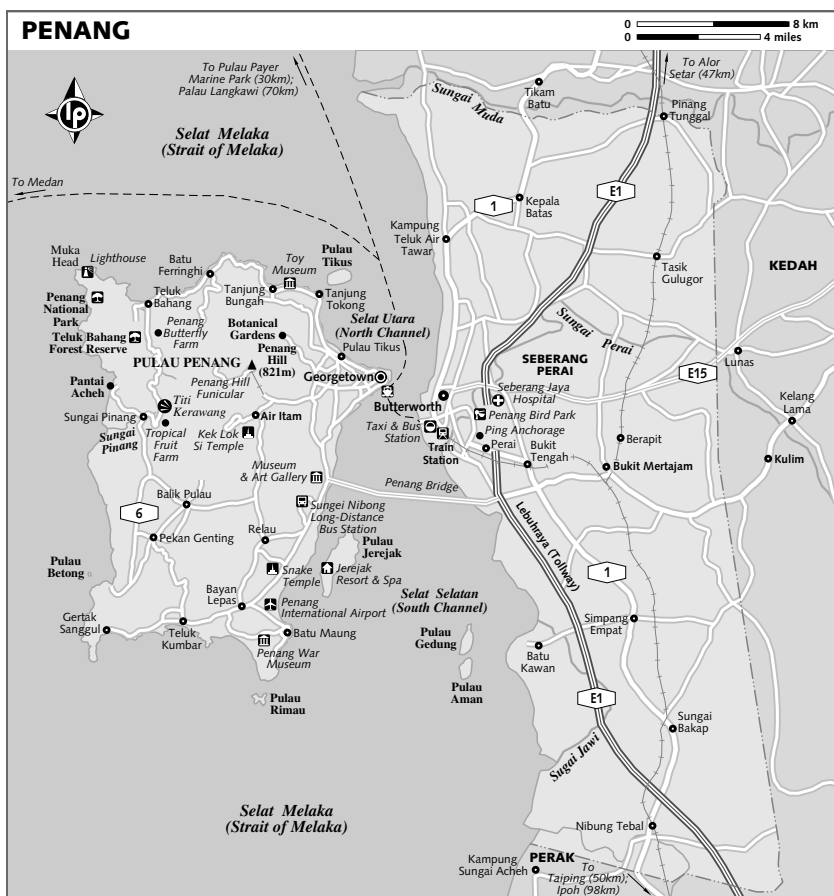 PENANG
0 8 km
0 4 miles
To Pulau Payer
Marine Park (30km);
Palau Langkawi (70km)
To Alor
Setar (47km)
lp
Selat Melaka
(Strait of Melaka)
To Medan
Sungai Muda
Tikam
Batu
Pinang
Tunggal
E1
1
Kepala
Batas
Kampung
Teluk Air
Tawar
Tasik
Gulugor
KEDAH
Muka
Head
Lighthouse
Batu
Ferringhi
Toy
Museum
Pulau
Tikus
Penang
National
Park
Teluk
Bahang
Tanjung
Bungah
Tanjung
Tokong
Teluk Bahang
Forest Reserve
Penang
Butterfly
Farm
Botanical
Gardens
Selat Utara
(North Channel)
Sungai Perai
PULAU PENANG
Penang
Hill
(821m)
Pulau Tikus
SEBERANG
PERAI
Lunas
E15
Pantai
Acheh
Penang Hill
Funicular
Georgetown
Butterworth
Seberang Jaya
Hospital
Kelang
Lama
Titi
Kerawang
Air Itam
Penang Bird Park
Sungai Pinang
Taxi & Bus
Station
Ping Anchorage
Sungai
Pinang
Tropical
Fruit
Farm
Kek Lok
Si Temple
Train
Station
Perai
Bukit
Tengah
Berapit
Bukit Mertajam
Kulim
Museum
& Art Gallery
Penang Bridge
Balik Pulau
6
Sungei Nibong
Long-Distance
Bus Station
Lebuhraya (Tollway)
Pekan Genting
Relau
Pulau
Jerejak
Pulau
Betong
Snake
Temple
Jerejak
Resort & Spa
1
Bayan
Lepas
Penang
International Airport
Selat Selatan
(South Channel)
Gertak
Sanggul
Teluk
Kumbar
Batu Maung
Pulau
Gedung
Simpang
Empat
Penang War
Museum
Batu
Kawan
Pulau
Rimau
Pulau
Aman
E1
Sungai
Bakap
Sugai Jawi
Selat Melaka
(Strait of Melaka)
Nibung Tebal
Kampung
Sungai Acheh
PERAK
To
Taiping (50km);
Ipoh (98km)